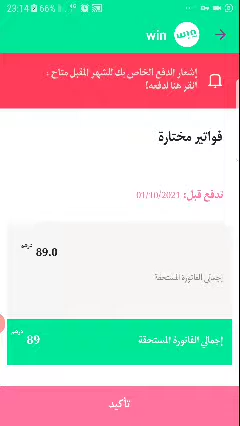 29:14 66%
win
إشعار الدفع الخاص بك للشهر المقبل متاح ،
انقر هنا لدفعه!
فواتير مختارة
تدفع قبل: 01/10/2021
89.0 درهم
إجمالي الفاتورة المستحقة
إجمالي الفاتورة المستحقة 89 درهم
تأكيد